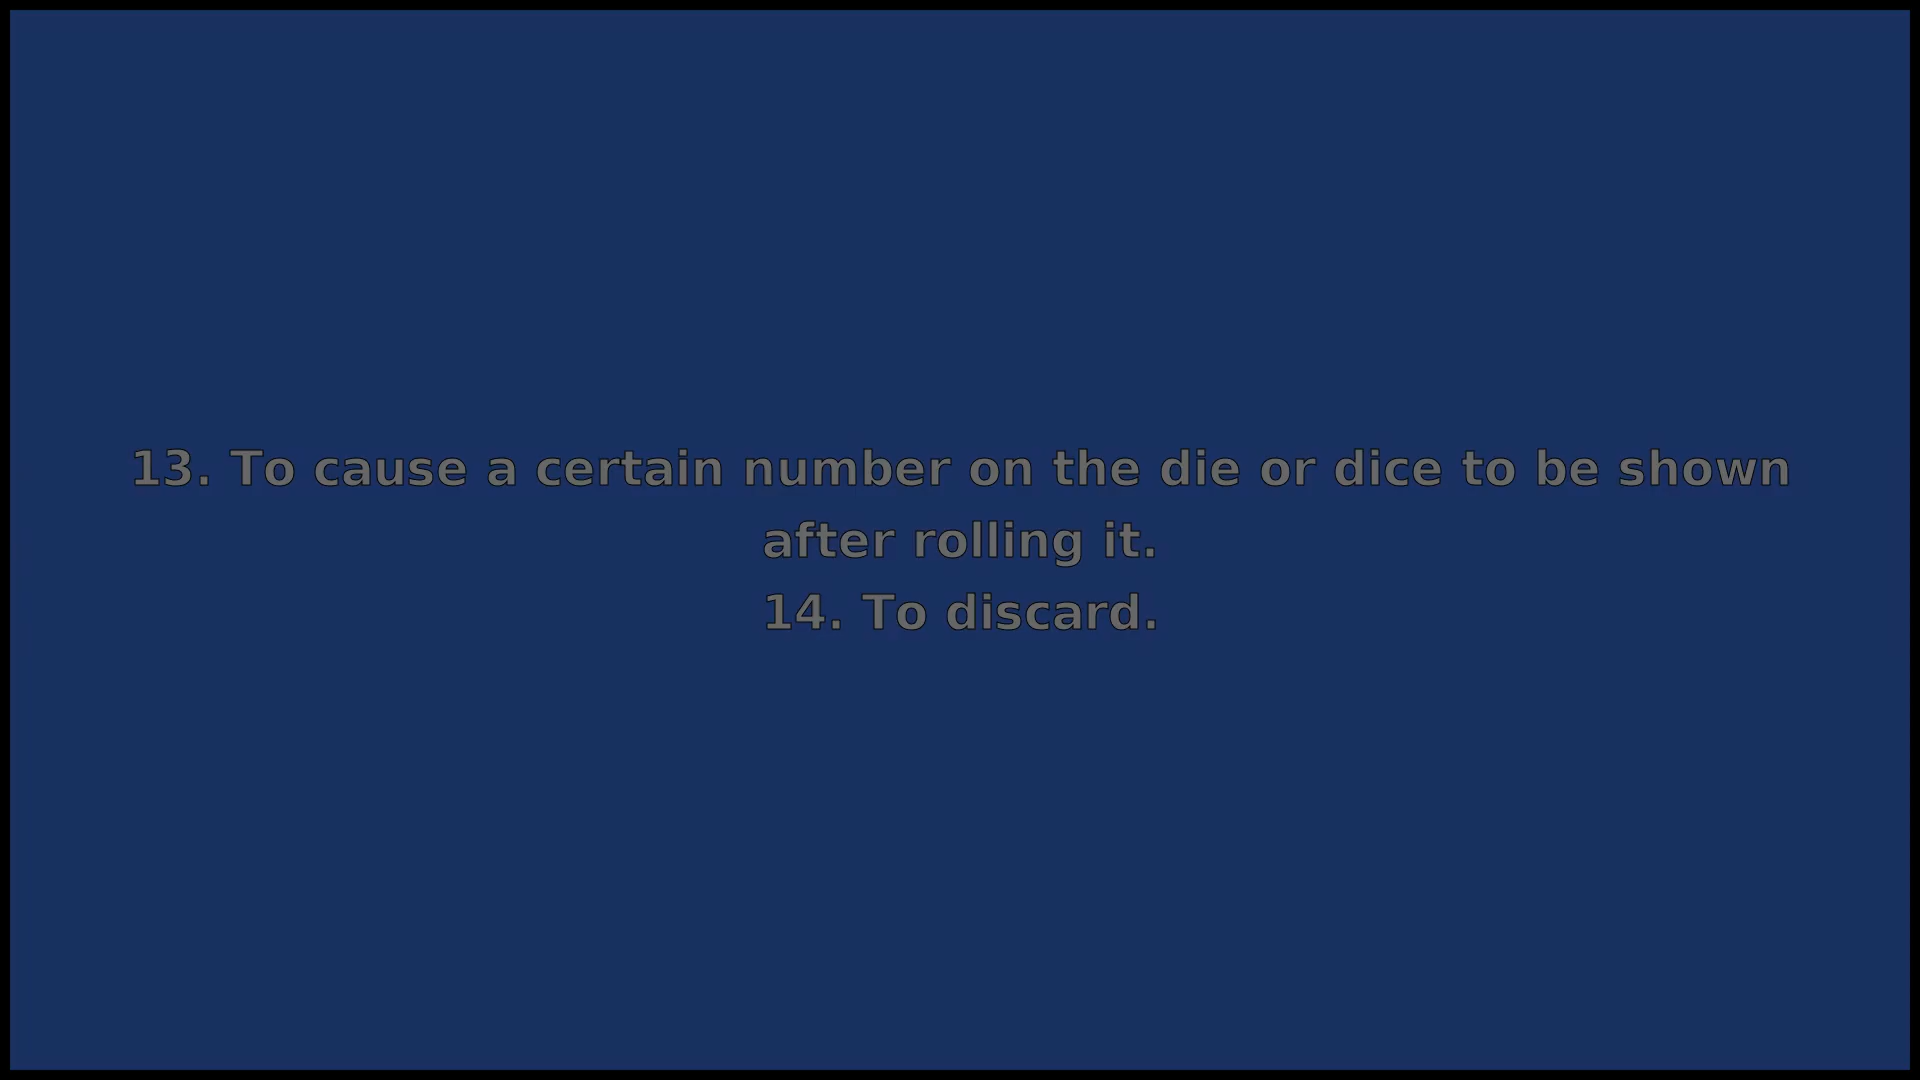 13. To cause a certain number on the die or dice to be shown
after rolling it.
14. To discard.